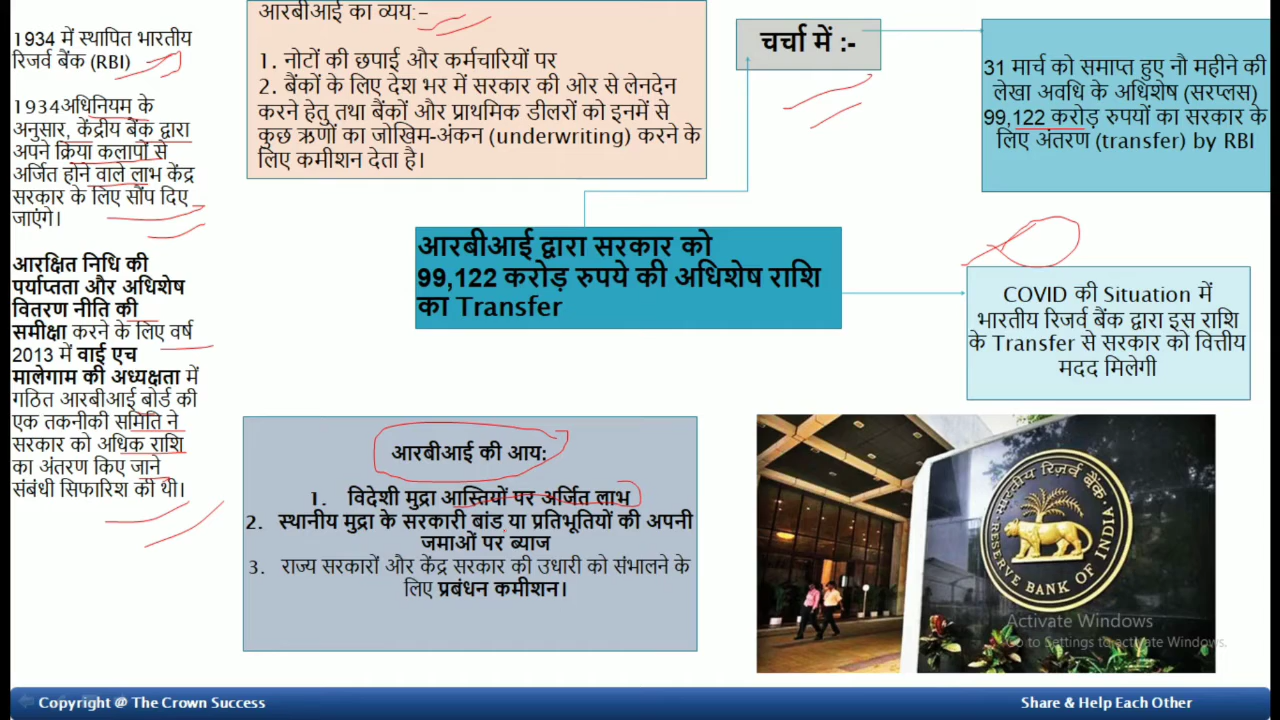 1934 में स्थापित भारतीय
रिजर्व बैंक (RBI)
1934अधिनियम के
अनुसार, केंद्रीय बैंक द्वारा
अपने क्रिया कलापों से
अर्जित होने वाले लाभ केंद्र
सरकार के लिए सौंप दिए
जाएंगे।
आरक्षित निधि की
पर्याप्तता और अधिशेष
वितरण नीति की
समीक्षा करने के लिए वर्ष
2013 में वाई एच
मालेगाम की अध्यक्षता में
गठित आरबीआई बोर्ड की
एक तकनीकी समिति ने
सरकार को अधिक राशि
का अंतरण किए जाने
संबंधी सिफारिश की थी।
आरबीआई का व्यय:-
1. नोटों की छपाई और कर्मचारियों पर
2. बैंकों के लिए देश भर में सरकार की ओर से लेनदेन
करने हेतु तथा बैंकों और प्राथमिक डीलरों को इनमें से
कुछ ऋणों का जोखिम-अंकन (underwriting) करने के
लिए कमीशन देता है।
चर्चा में :-
31 मार्च को समाप्त हुए नौ महीने की
लेखा अवधि के अधिशेष (सरप्लस)
99,122 करोड़ रुपयों का सरकार के
लिए अंतरण (transfer) by RBI
आरबीआई द्वारा सरकार को
99,122 करोड़ रुपये की अधिशेष राशि
का Transfer
COVID की Situation में
भारतीय रिजर्व बैंक द्वारा इस राशि
के Transfer से सरकार को वित्तीय
मदद मिलेगी
आरबीआई की आय:
1. विदेशी मुद्रा आस्तियों पर अर्जित लाभ
2. स्थानीय मुद्रा के सरकारी बांड या प्रतिभूतियों की अपनी
जमाओं पर ब्याज
3. राज्य सरकारों और केंद्र सरकार की उधारी को संभालने के
लिए प्रबंधन कमीशन।
भारतीय रिज़र्व बैंक
RESERVE BANK OF INDIA
Activate Windows
Go to Settings to activate Windows.
Copyright @ The Crown Success
Share & Help Each Other